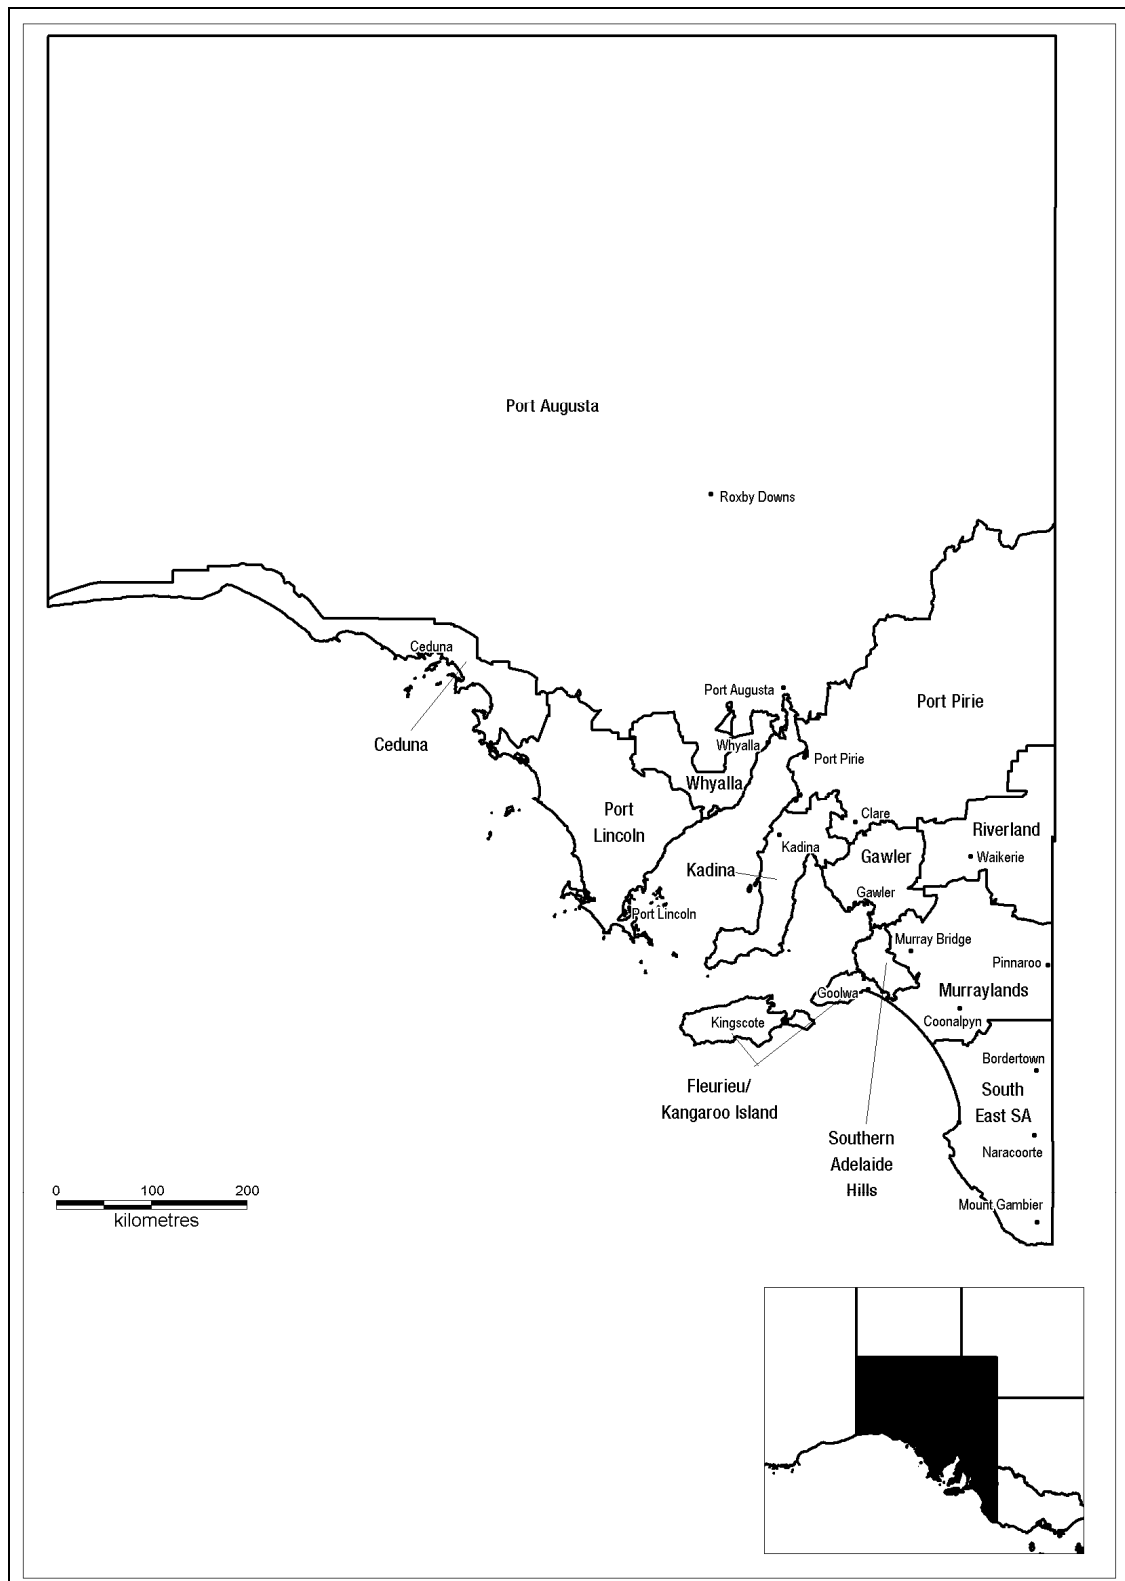 Port Augusta
Roxby Downs
Ceduna
Port Augusta
Port Pirie
Ceduna
Whyalla
Port Pirie
Whyalla
Port
Lincoln
Clare
Riverland
Kadina
Gawler
Waikerie
Kadina
Gawler
Port Lincoln
Murray Bridge
Pinnaroo
Goolwa
Murraylands
Kingscote
Coonalpyn
Bordertown
Fleurieu/
Kangaroo Island
South
East SA
Southern
Adelaide
Hills
Naracoorte
Mount Gambier
0 100 200
kilometres